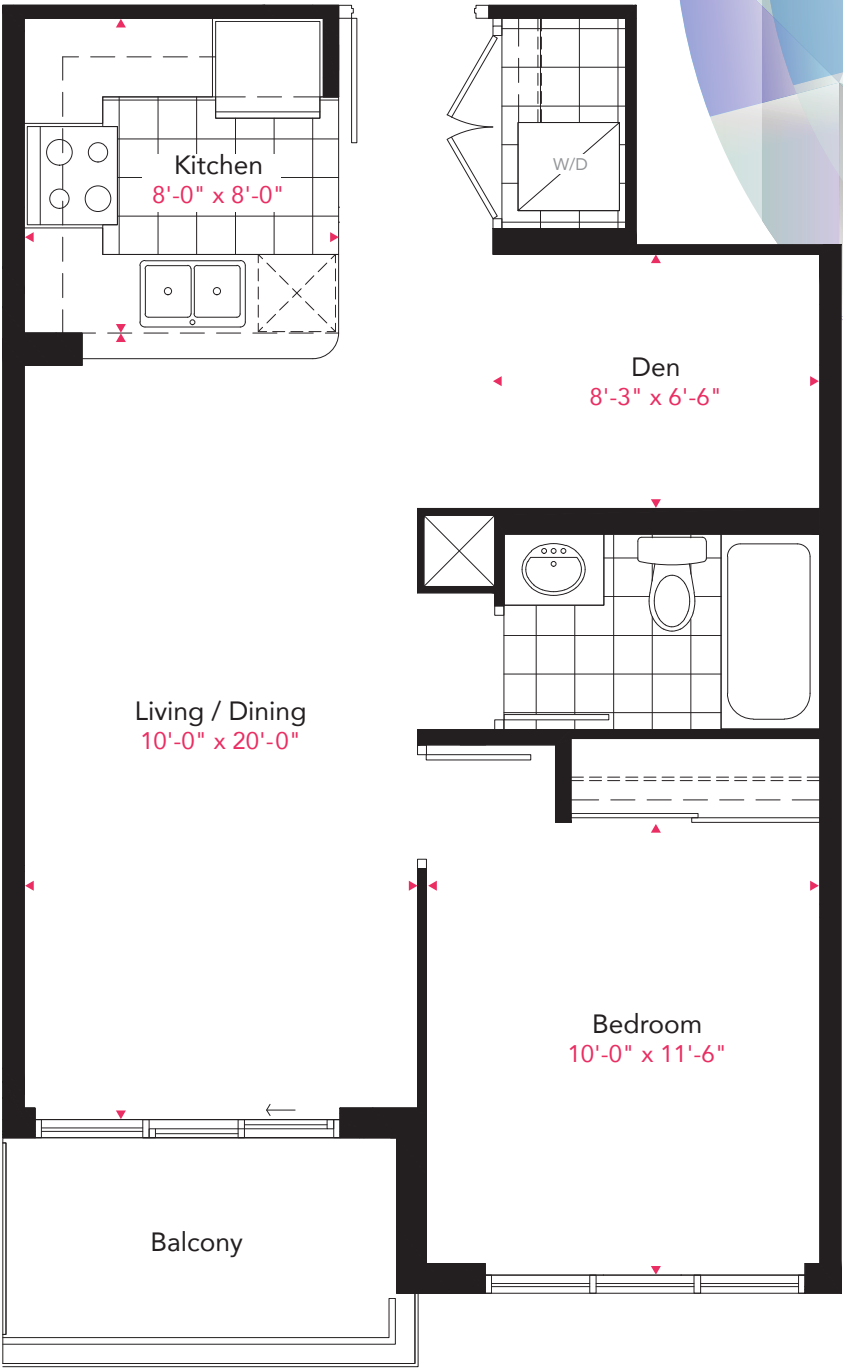 Kitchen
8'-0" x 8'-0"
W/D
Den
8'-3" x 6'-6"
Living / Dining
10'-0" x 20'-0"
Bedroom
10'-0" x 11'-6"
Balcony